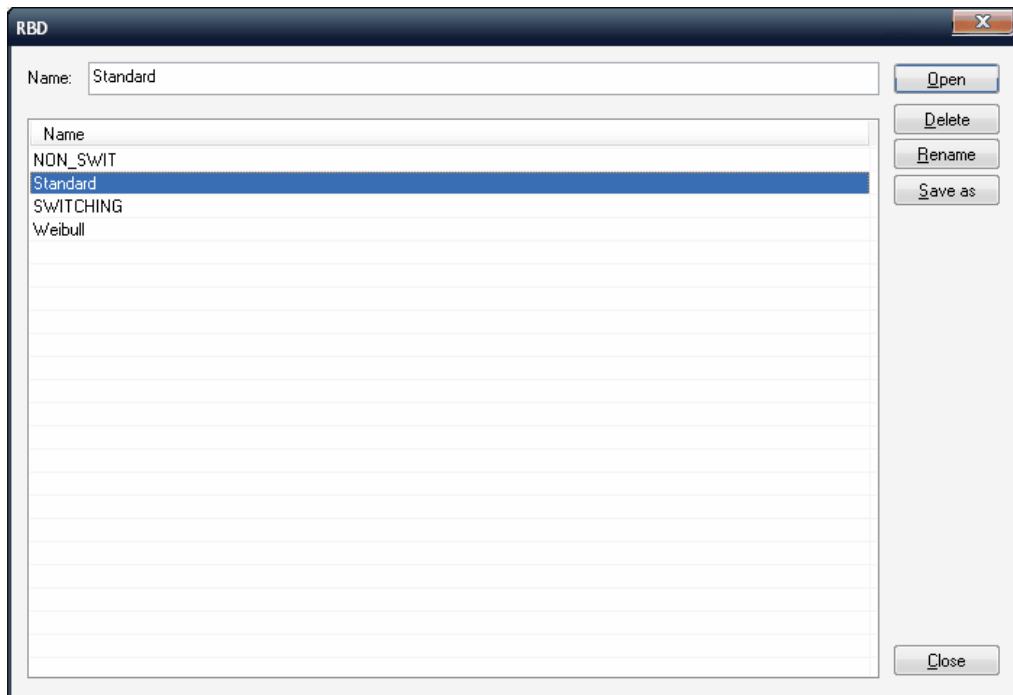 RBD
Name: Standard
Open
Delete
Rename
Save as
Name
NON_SWIT
Standard
SWITCHING
Weibull
Close